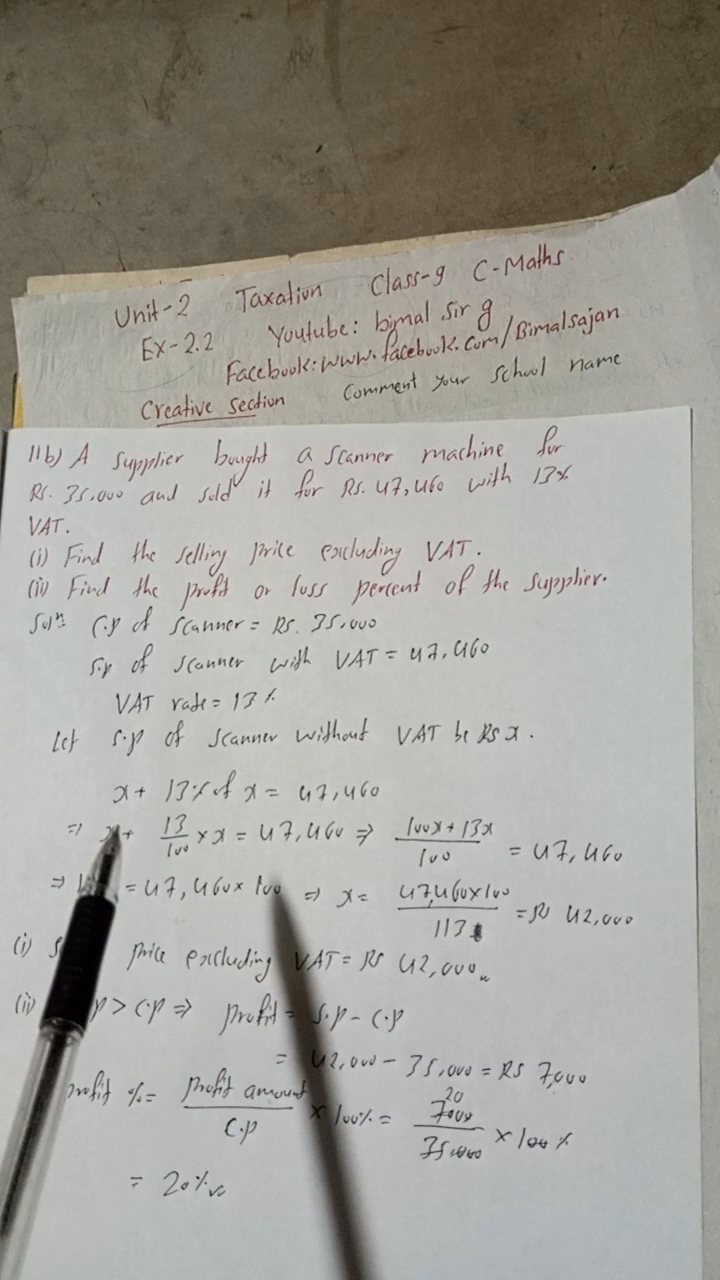 Unit-2 Taxation Class-9 C-Maths
Ex-2.2 Youtube: bimal sir g
Facebook: www.facebook.com/Bimalsajan
Creative section Comment your school name
11b) A supplier bought a scanner machine for
Rs. 35,000 and sold it for Rs. 47,460 with 13%
VAT.
(i) Find the selling price excluding VAT.
(ii) Find the profit or loss percent of the supplier.
Solⁿ: C.p of scanner = Rs. 35,000
S.p of scanner with VAT = 47,460
VAT rate = 13%
Let S.p of scanner without VAT be Rs x.
x + 13% of x = 47,460
⇒ x + 13/100 × x = 47,460 ⇒ (100x + 13x)/100 = 47,460
⇒ = 47,460 × 100 ⇒ x = (47,460×100)/113 = Rs 42,000
(i) price excluding VAT = Rs 42,000
(ii) > C.p ⇒ profit = S.p - C.p
= 42,000 - 35,000 = Rs 7,000
profit % = profit amount/C.p × 100% = 7000/35,000 × 100%
20
= 20%